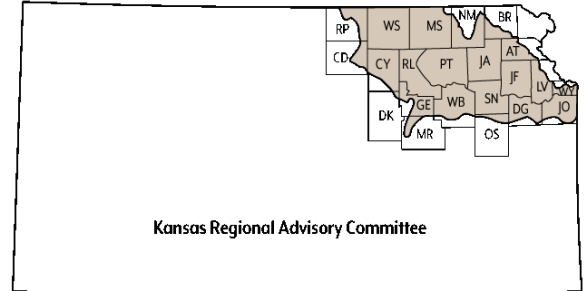 RP WS MS NM BR
CD CY RL PT JA AT
JF LV WY
DK GE WB SN DG JO
MR OS
Kansas Regional Advisory Committee